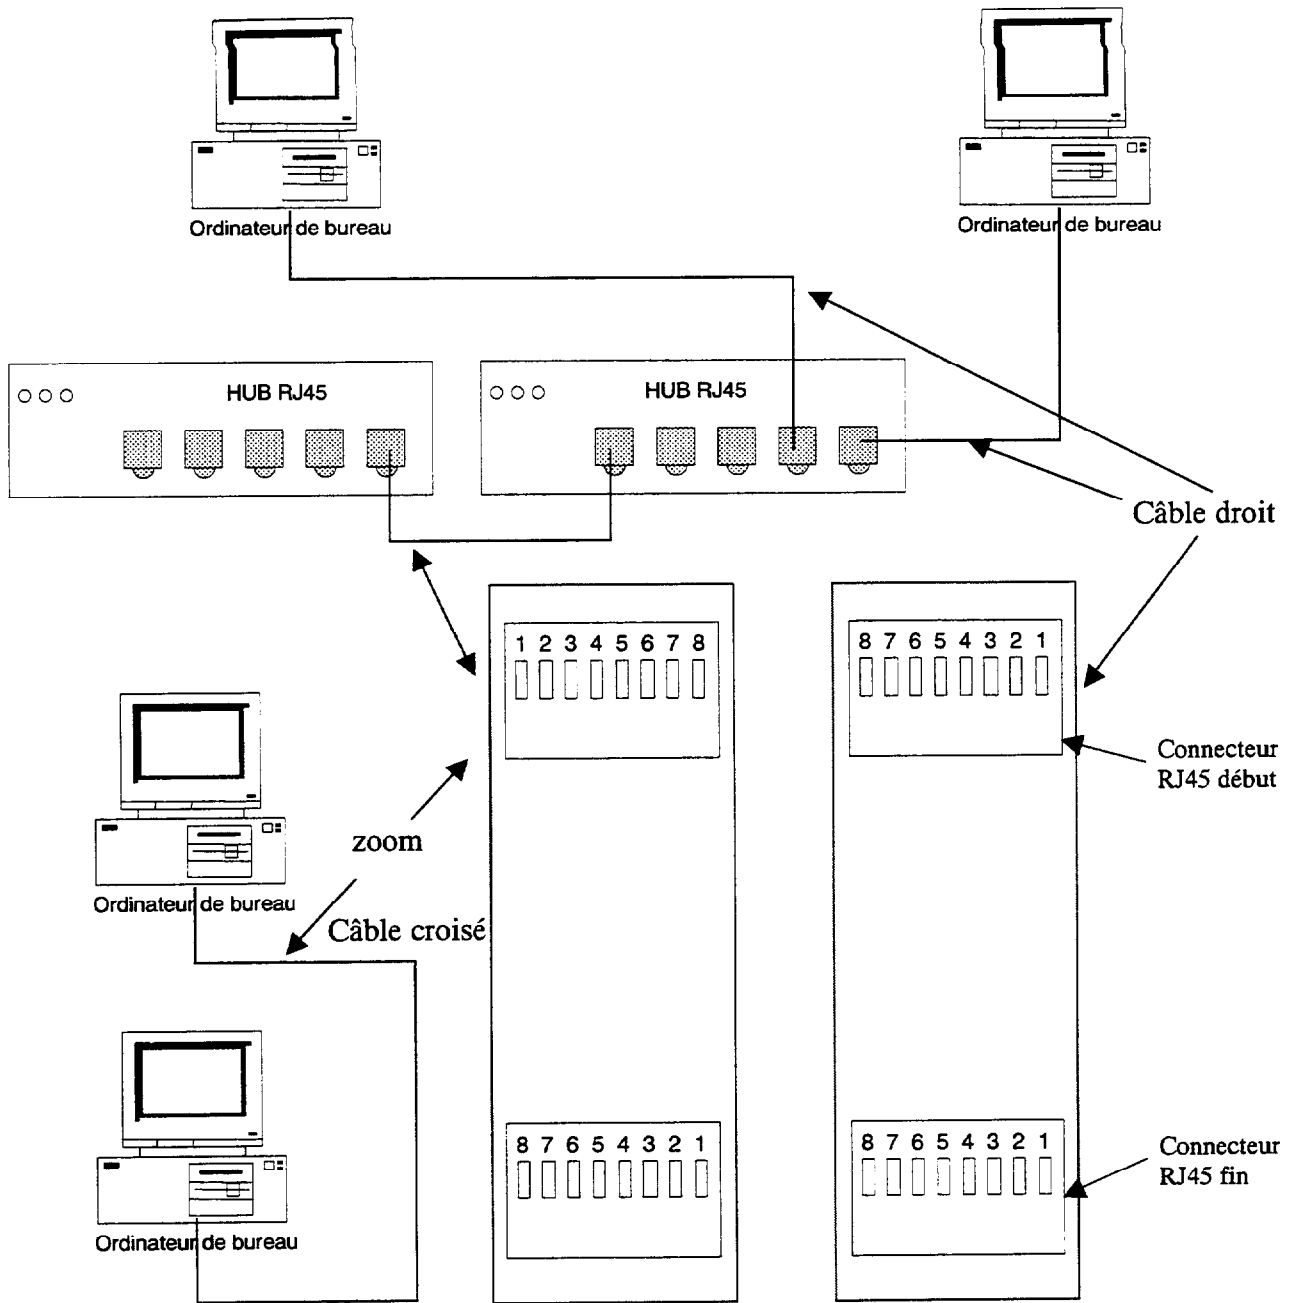 Ordinateur de bureau
Ordinateur de bureau
HUB RJ45
HUB RJ45
Câble droit
1 2 3 4 5 6 7 8
8 7 6 5 4 3 2 1
Connecteur
RJ45 début
zoom
Ordinateur de bureau
Câble croisé
8 7 6 5 4 3 2 1
8 7 6 5 4 3 2 1
Connecteur
RJ45 fin
Ordinateur de bureau